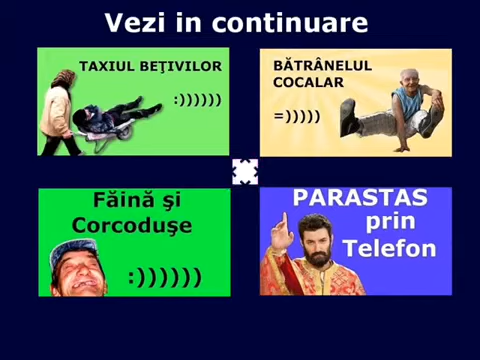 Vezi in continuare
TAXIUL BEŢIVILOR
:))))))
BĂTRÂNELUL
COCALAR
=)))))
Făină şi
Corcoduşe
:))))))
PARASTAS
prin
Telefon